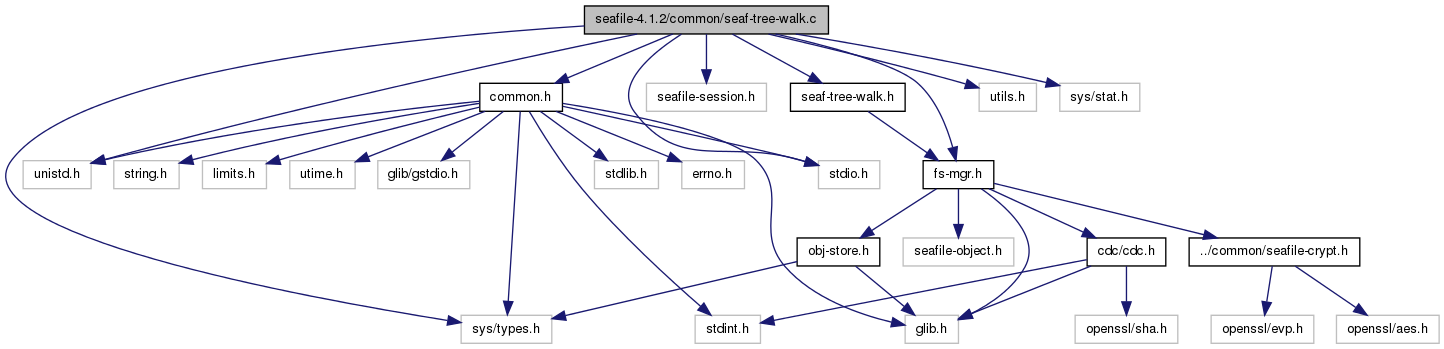 seafile-4.1.2/common/seaf-tree-walk.c
common.h
seafile-session.h
seaf-tree-walk.h
utils.h
sys/stat.h
unistd.h
string.h
limits.h
utime.h
glib/gstdio.h
stdlib.h
errno.h
stdio.h
fs-mgr.h
obj-store.h
seafile-object.h
cdc/cdc.h
../common/seafile-crypt.h
sys/types.h
stdint.h
glib.h
openssl/sha.h
openssl/evp.h
openssl/aes.h